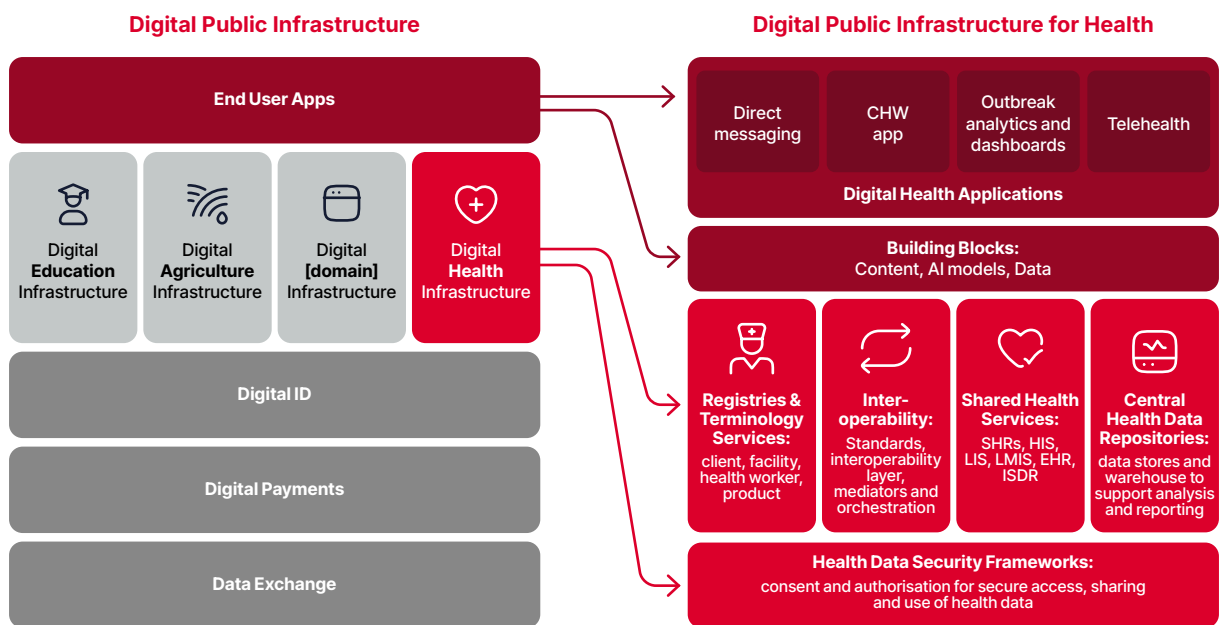 Digital Public Infrastructure
End User Apps
Digital
Education
Infrastructure
Digital
Agriculture
Infrastructure
Digital
[domain]
Infrastructure
Digital
Health
Infrastructure
Digital ID
Digital Payments
Data Exchange
Digital Public Infrastructure for Health
Direct
messaging
CHW
app
Outbreak
analytics and
dashboards
Telehealth
Digital Health Applications
Building Blocks:
Content, AI models, Data
Registries &
Terminology
Services:
client, facility,
health worker,
product
Inter-
operability:
Standards,
interoperability
layer,
mediators and
orchestration
Shared Health
Services:
SHRs, HIS,
LIS, LMIS, EHR,
ISDR
Central
Health Data
Repositories:
data stores and
warehouse to
support analysis
and reporting
Health Data Security Frameworks:
consent and authorisation for secure access, sharing
and use of health data